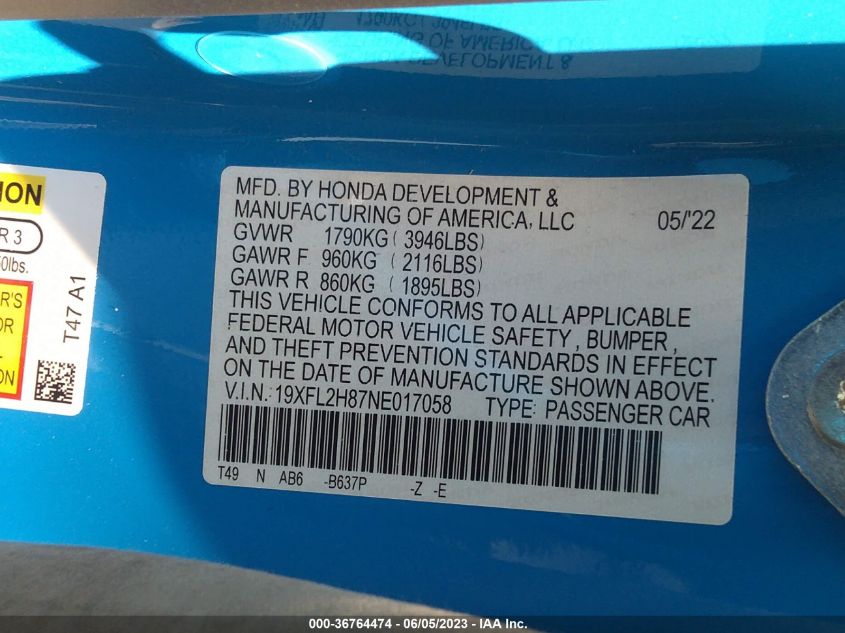 MFD. BY HONDA DEVELOPMENT &
MANUFACTURING OF AMERICA, LLC 05/'22
GVWR 1790KG ( 3946LBS)
GAWR F 960KG ( 2116LBS)
GAWR R 860KG ( 1895LBS)
THIS VEHICLE CONFORMS TO ALL APPLICABLE
FEDERAL MOTOR VEHICLE SAFETY, BUMPER,
AND THEFT PREVENTION STANDARDS IN EFFECT
ON THE DATE OF MANUFACTURE SHOWN ABOVE.
V.I.N.: 19XFL2H87NE017058 TYPE: PASSENGER CAR
T49 N AB6 -B637P -Z -E
R 3
T47 A1
000-36764474 - 06/05/2023 - IAA Inc.